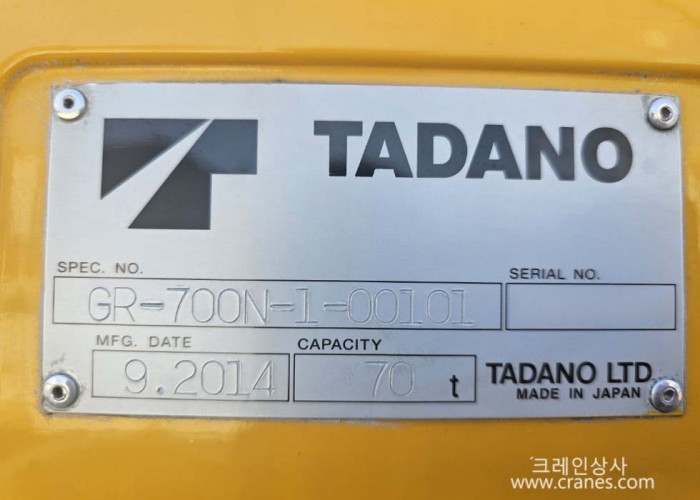 TADANO
SPEC. NO.
SERIAL NO.
GR-700N-1-00101
MFG. DATE
CAPACITY
9.2014
70 t
TADANO LTD
MADE IN JAPAN
크레인상사
www.cranes.com